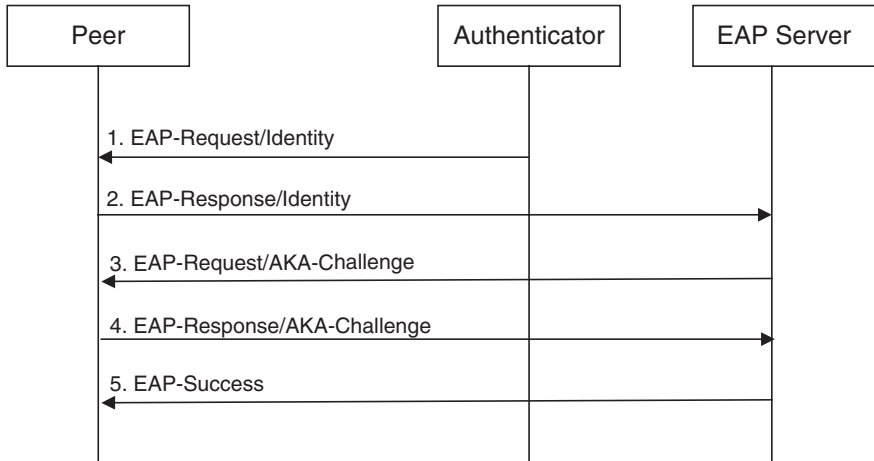 Peer
Authenticator
EAP Server
1. EAP-Request/Identity
2. EAP-Response/Identity
3. EAP-Request/AKA-Challenge
4. EAP-Response/AKA-Challenge
5. EAP-Success